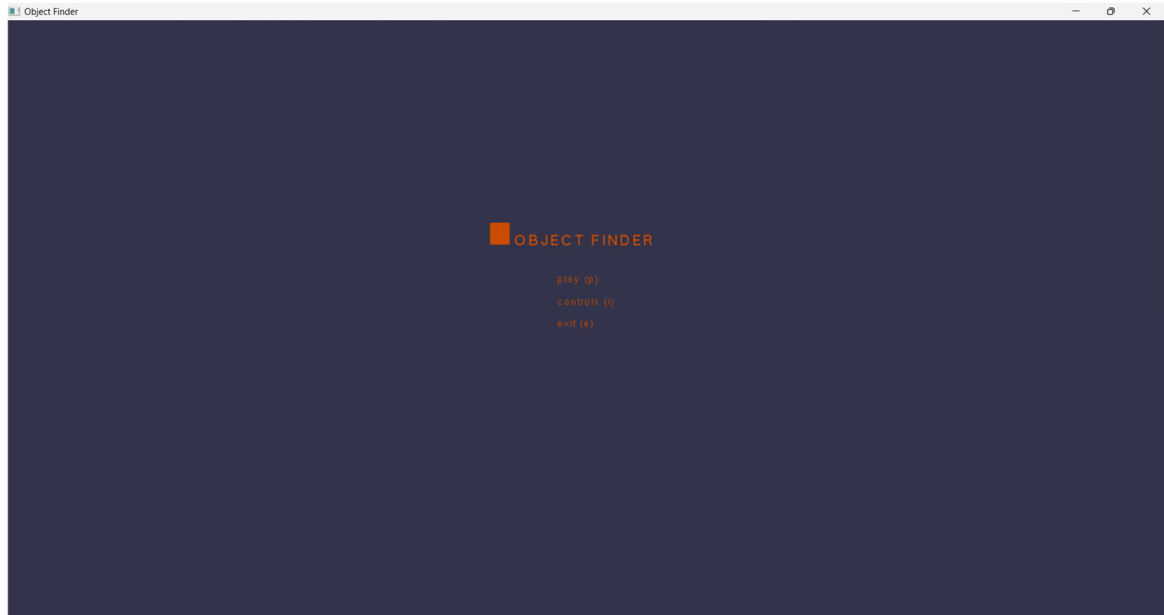 Object Finder
OBJECT FINDER
play (p)
controls (i)
exit (e)